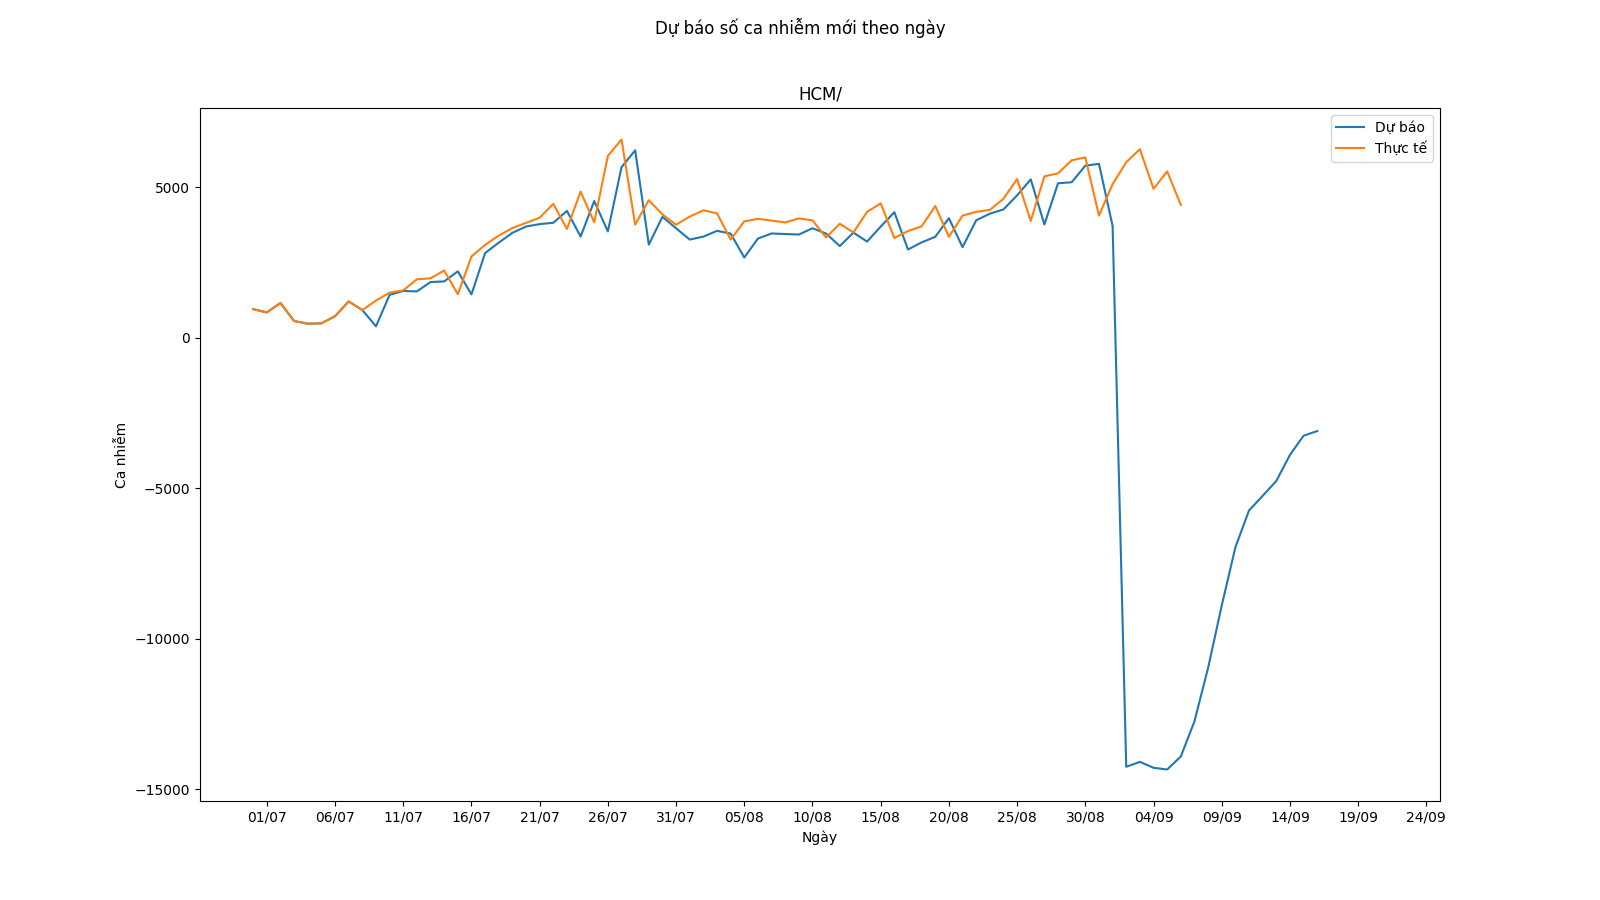 Dự báo số ca nhiễm mới theo ngày
HCM/
Dự báo
Thực tế
5000
0
−5000
−10000
−15000
Ca nhiễm
01/07 06/07 11/07 16/07 21/07 26/07 31/07 05/08 10/08 15/08 20/08 25/08 30/08 04/09 09/09 14/09 19/09 24/09
Ngày